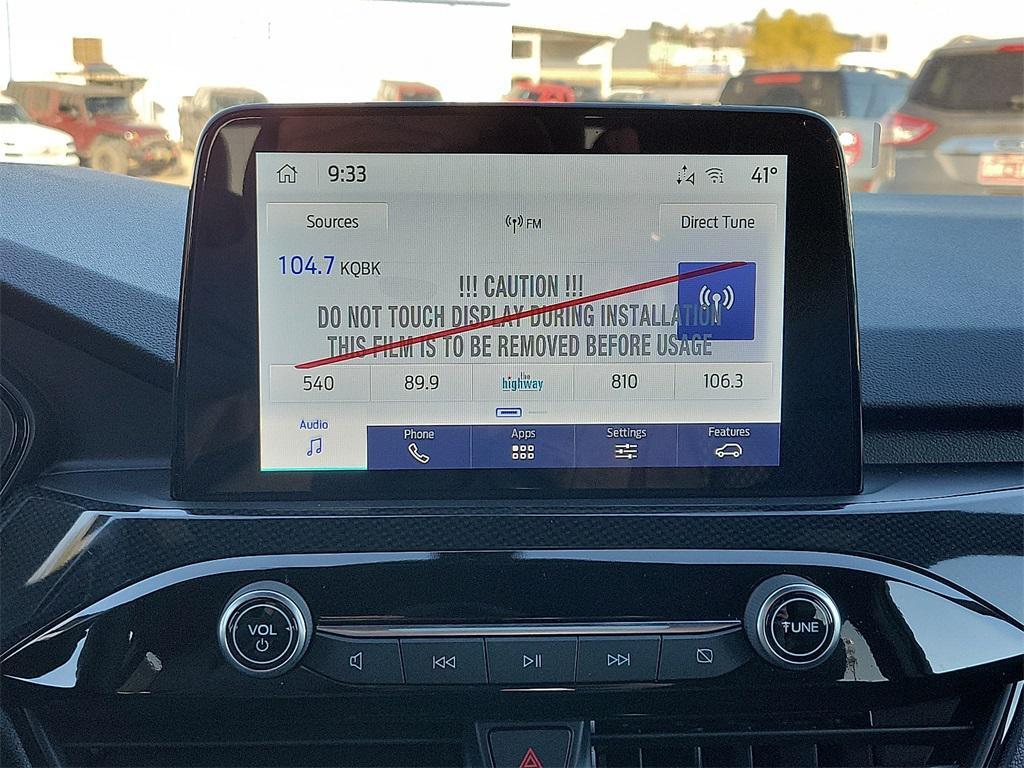 9:33
41°
Sources
FM
Direct Tune
104.7 KQBK
!!! CAUTION !!!
DO NOT TOUCH DISPLAY DURING INSTALLATION
THIS FILM IS TO BE REMOVED BEFORE USAGE
540
89.9
the highway
810
106.3
Audio
Phone
Apps
Settings
Features
VOL
TUNE